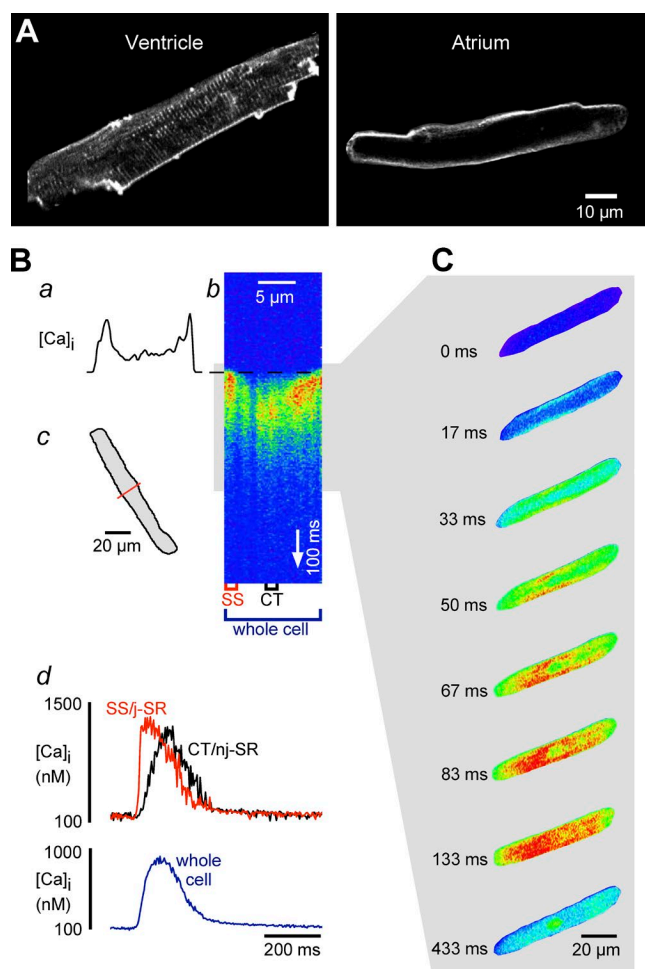 A
Ventricle
Atrium
10 µm
B
a
[Ca]i
b
5 µm
c
20 µm
100 ms
SS
CT
whole cell
d
1500
[Ca]i
(nM)
100
SS/j-SR
CT/nj-SR
1000
[Ca]i
(nM)
100
whole
cell
200 ms
C
0 ms
17 ms
33 ms
50 ms
67 ms
83 ms
133 ms
433 ms
20 µm